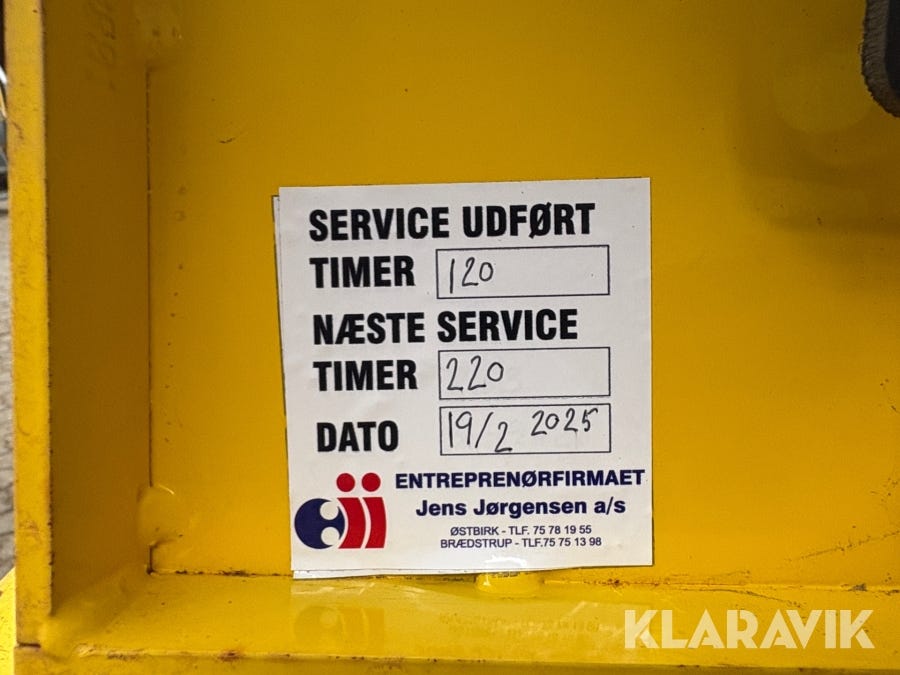 SERVICE UDFØRT
TIMER 120
NÆSTE SERVICE
TIMER 220
DATO 19/2 2025
ENTREPRENØRFIRMAET
Jens Jørgensen a/s
ØSTBIRK - TLF. 75 78 19 55
BRÆDSTRUP - TLF.75 75 13 98
KLARAVIK